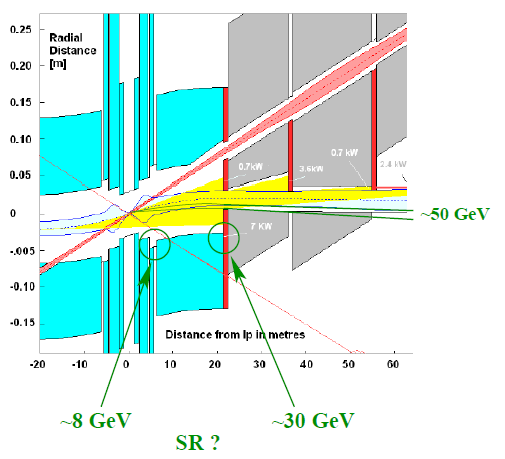 0.25
Radial
Distance
[m]
0.20
0.15
0.10
0.05
0
-.005
-0.10
-0.15
0.7kW
3.6kW
0.7 kW
2.4 kW
7 KW
~50 GeV
Distance from Ip in metres
-20 -10 0 10 20 30 40 50 60
~8 GeV
~30 GeV
SR ?